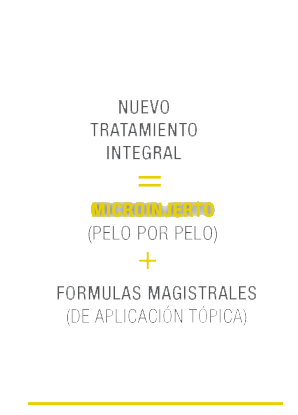 NUEVO
TRATAMIENTO
INTEGRAL
=
MICROINJERTO
(PELO POR PELO)
+
FORMULAS MAGISTRALES
(DE APLICACIÓN TÓPICA)